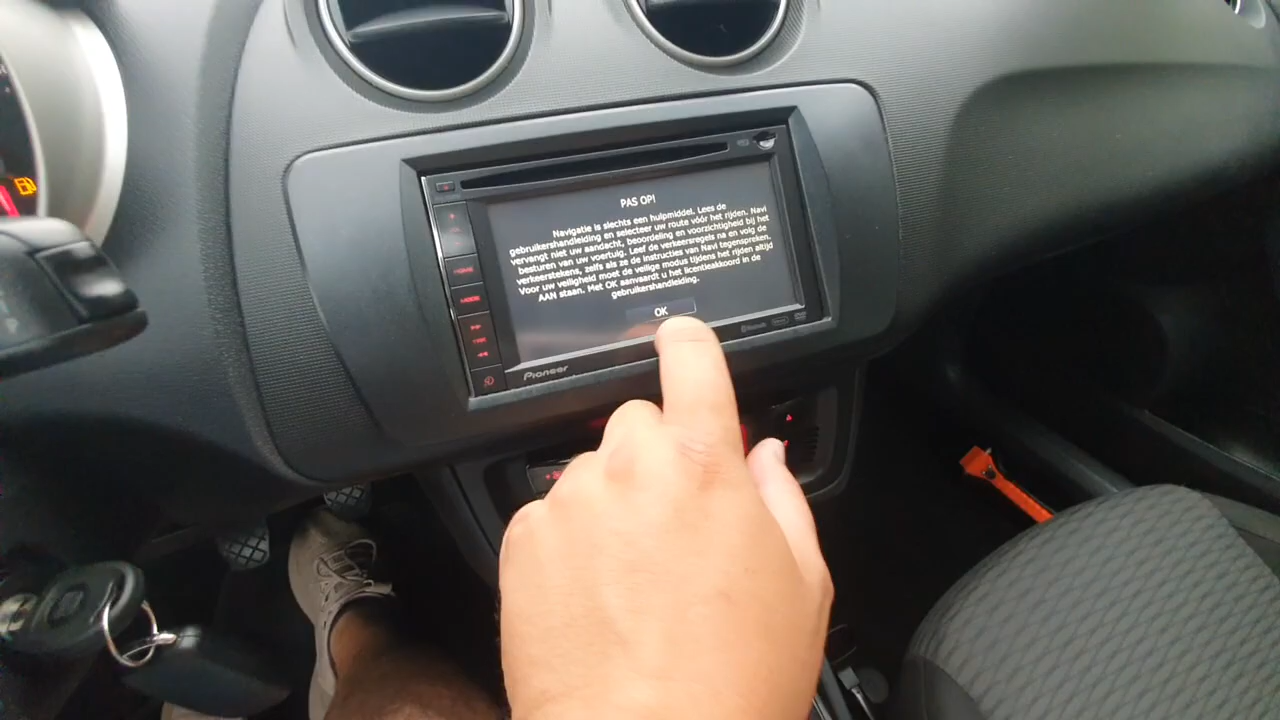 PAS OP!
Navigatie is slechts een hulpmiddel. Lees de
gebruikershandleiding en selecteer uw route vóór het rijden. Navi
vervangt niet uw aandacht, beoordeling en voorzichtigheid bij het
besturen van uw voertuig. Leef de verkeersregels na en volg de
verkeerstekens, zelfs als ze de instructies van Navi tegenspreken.
Voor uw veiligheid moet de veilige modus tijdens het rijden altijd
AAN staan. Met OK aanvaardt u het licentieakkoord in de
gebruikershandleiding.
OK
HOME
MODE
Pioneer
Bluetooth